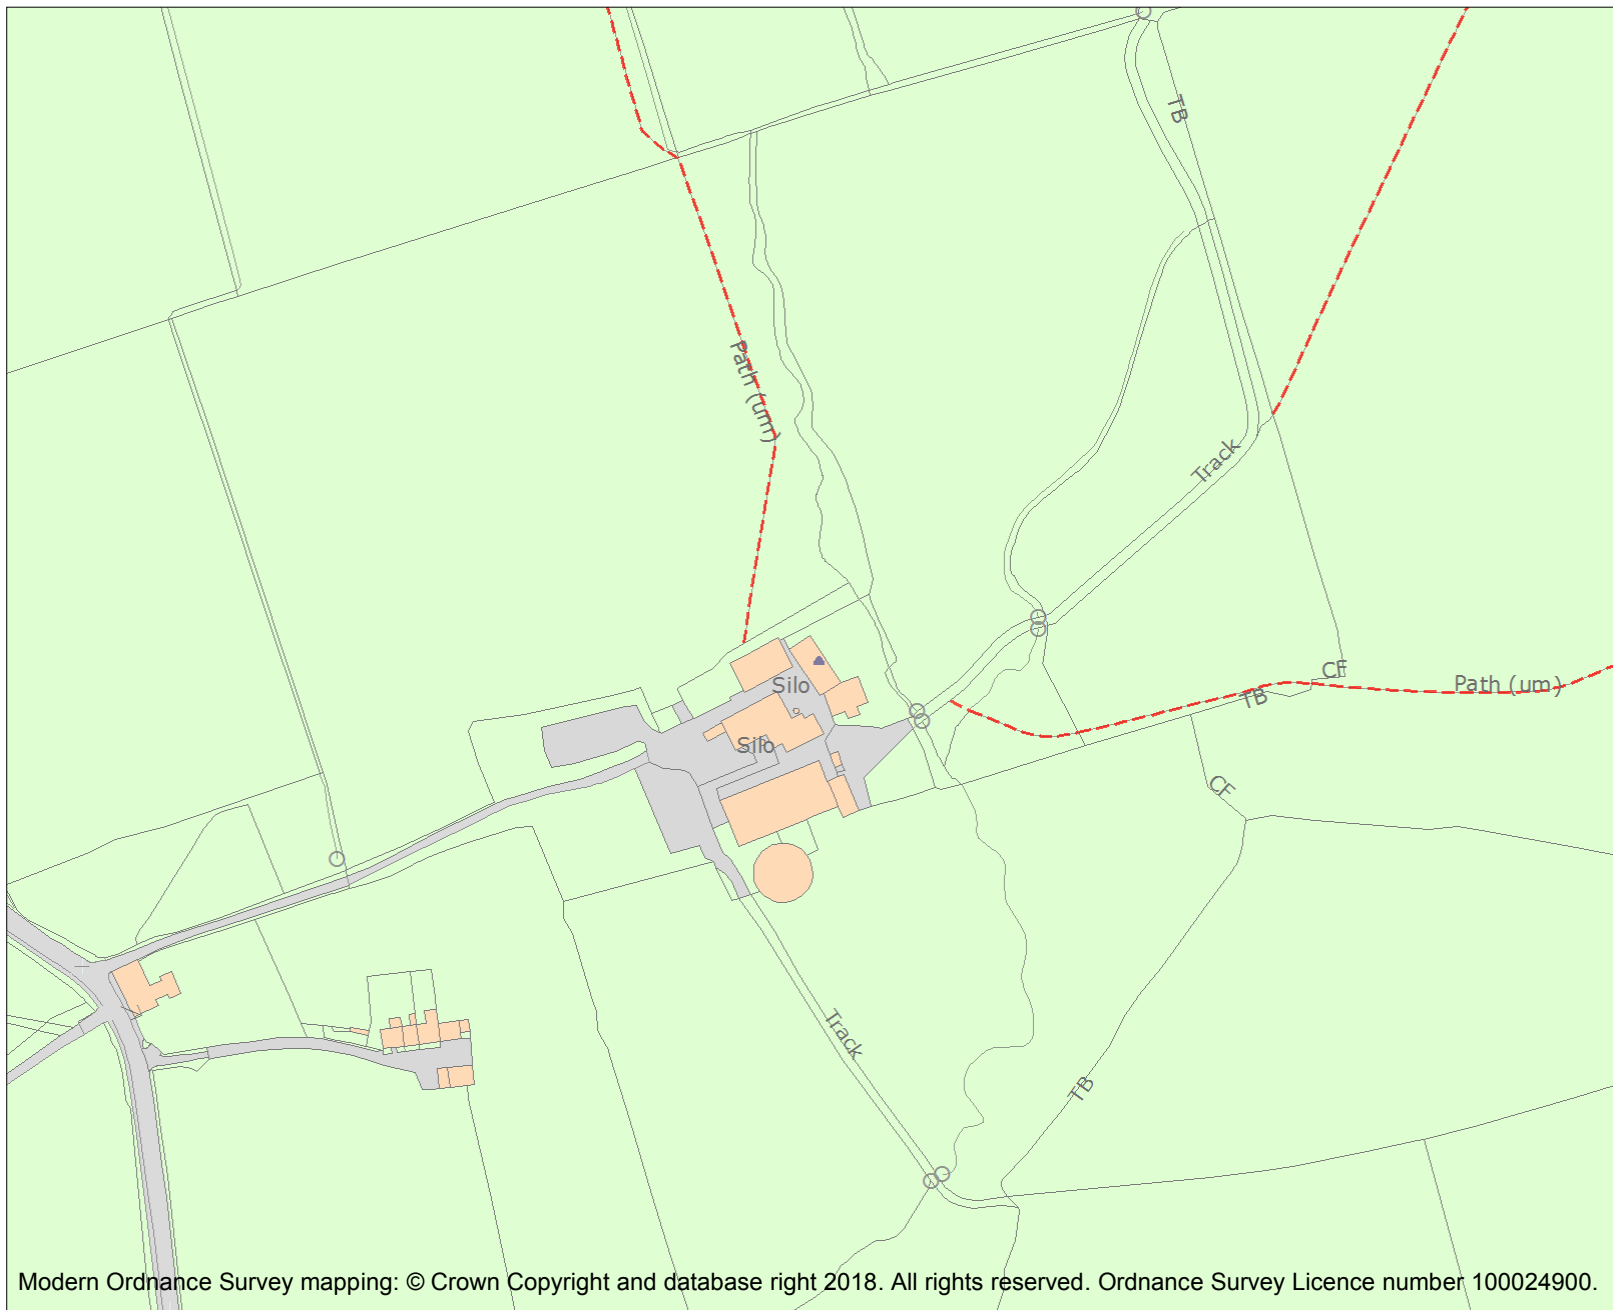 TB
Path (um)
Track
CF
Path (um)
Silo
TB
Silo
CF
Track
TB
Modern Ordnance Survey mapping: © Crown Copyright and database right 2018. All rights reserved. Ordnance Survey Licence number 100024900.